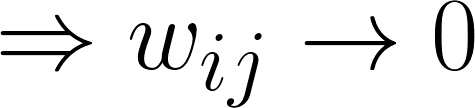 ⇒ w_{ij} → 0